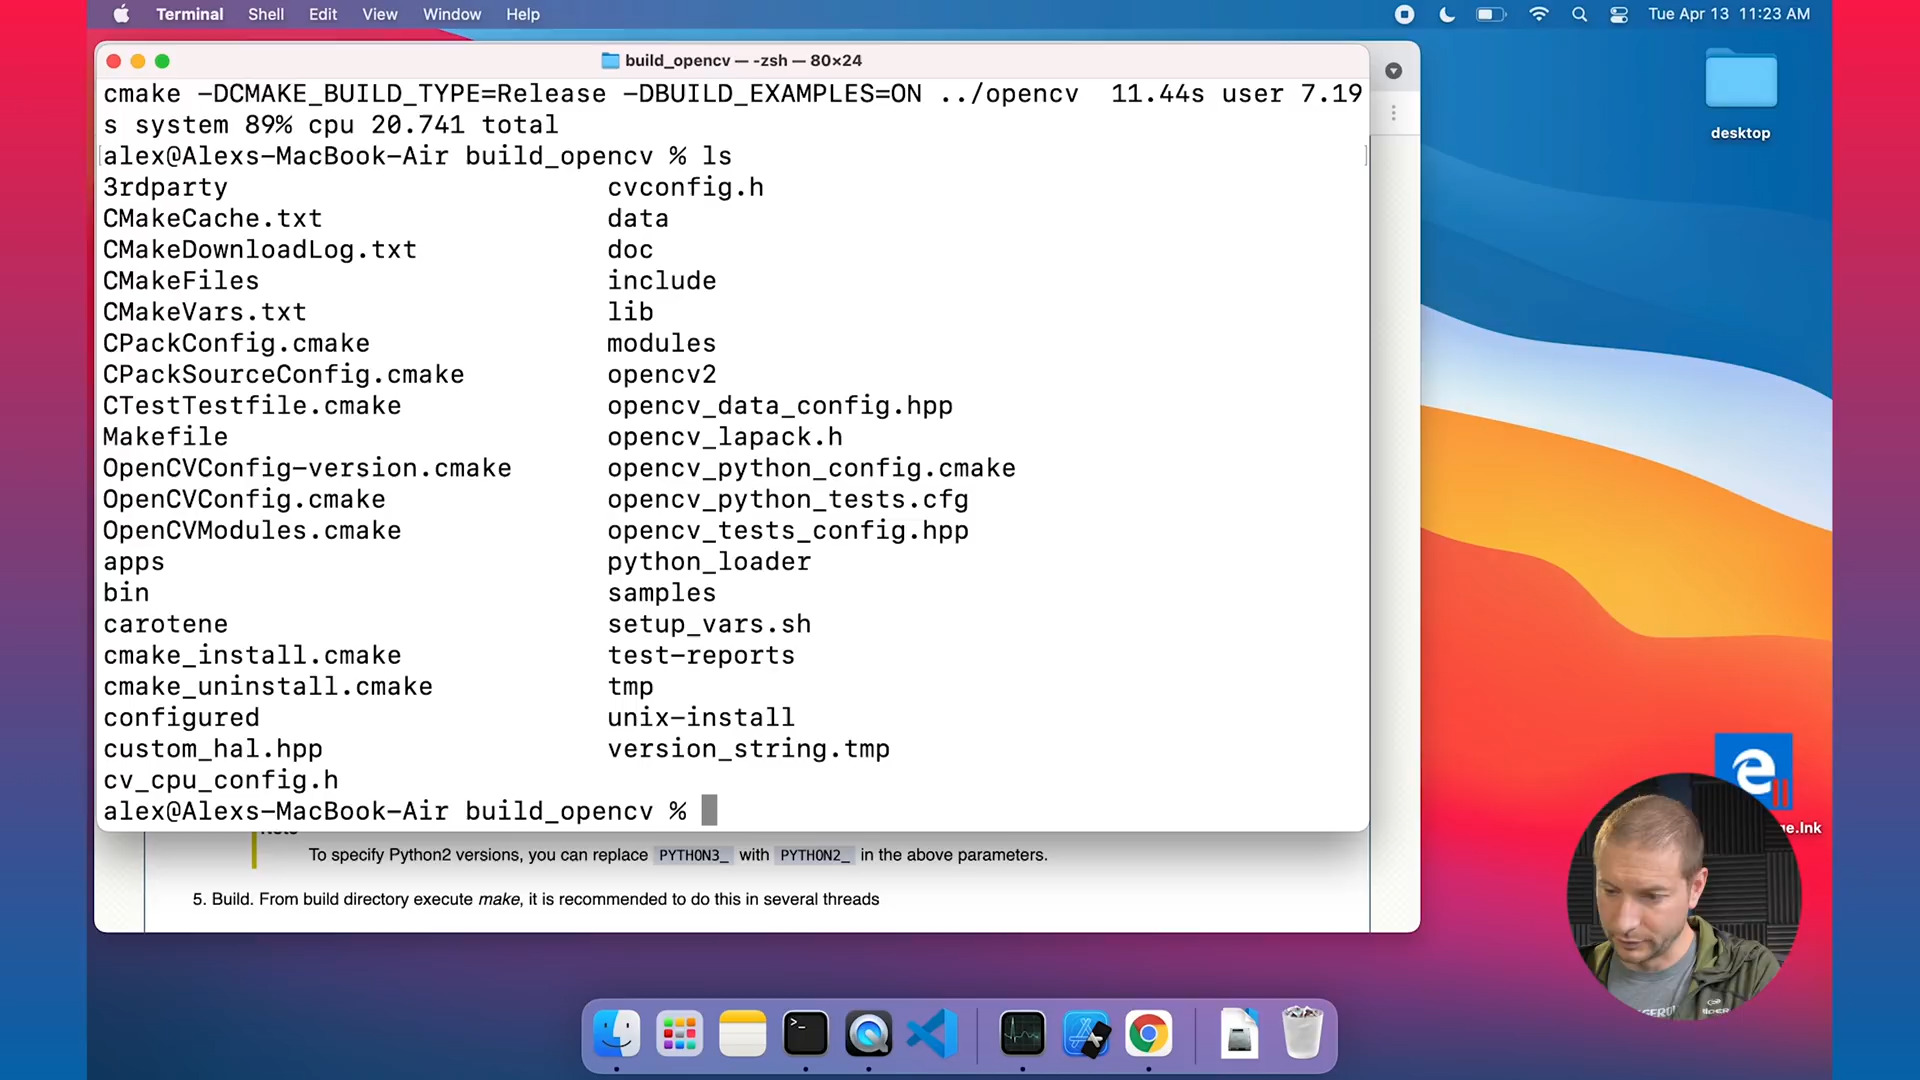 Terminal Shell Edit View Window Help Tue Apr 13 11:23 AM
build_opencv — -zsh — 80×24
cmake -DCMAKE_BUILD_TYPE=Release -DBUILD_EXAMPLES=ON ../opencv 11.44s user 7.19
s system 89% cpu 20.741 total
alex@Alexs-MacBook-Air build_opencv % ls
3rdparty cvconfig.h
CMakeCache.txt data
CMakeDownloadLog.txt doc
CMakeFiles include
CMakeVars.txt lib
CPackConfig.cmake modules
CPackSourceConfig.cmake opencv2
CTestTestfile.cmake opencv_data_config.hpp
Makefile opencv_lapack.h
OpenCVConfig-version.cmake opencv_python_config.cmake
OpenCVConfig.cmake opencv_python_tests.cfg
OpenCVModules.cmake opencv_tests_config.hpp
apps python_loader
bin samples
carotene setup_vars.sh
cmake_install.cmake test-reports
cmake_uninstall.cmake tmp
configured unix-install
custom_hal.hpp version_string.tmp
cv_cpu_config.h
alex@Alexs-MacBook-Air build_opencv %
To specify Python2 versions, you can replace PYTHON3_ with PYTHON2_ in the above parameters.
5. Build. From build directory execute make, it is recommended to do this in several threads
desktop
ge.lnk